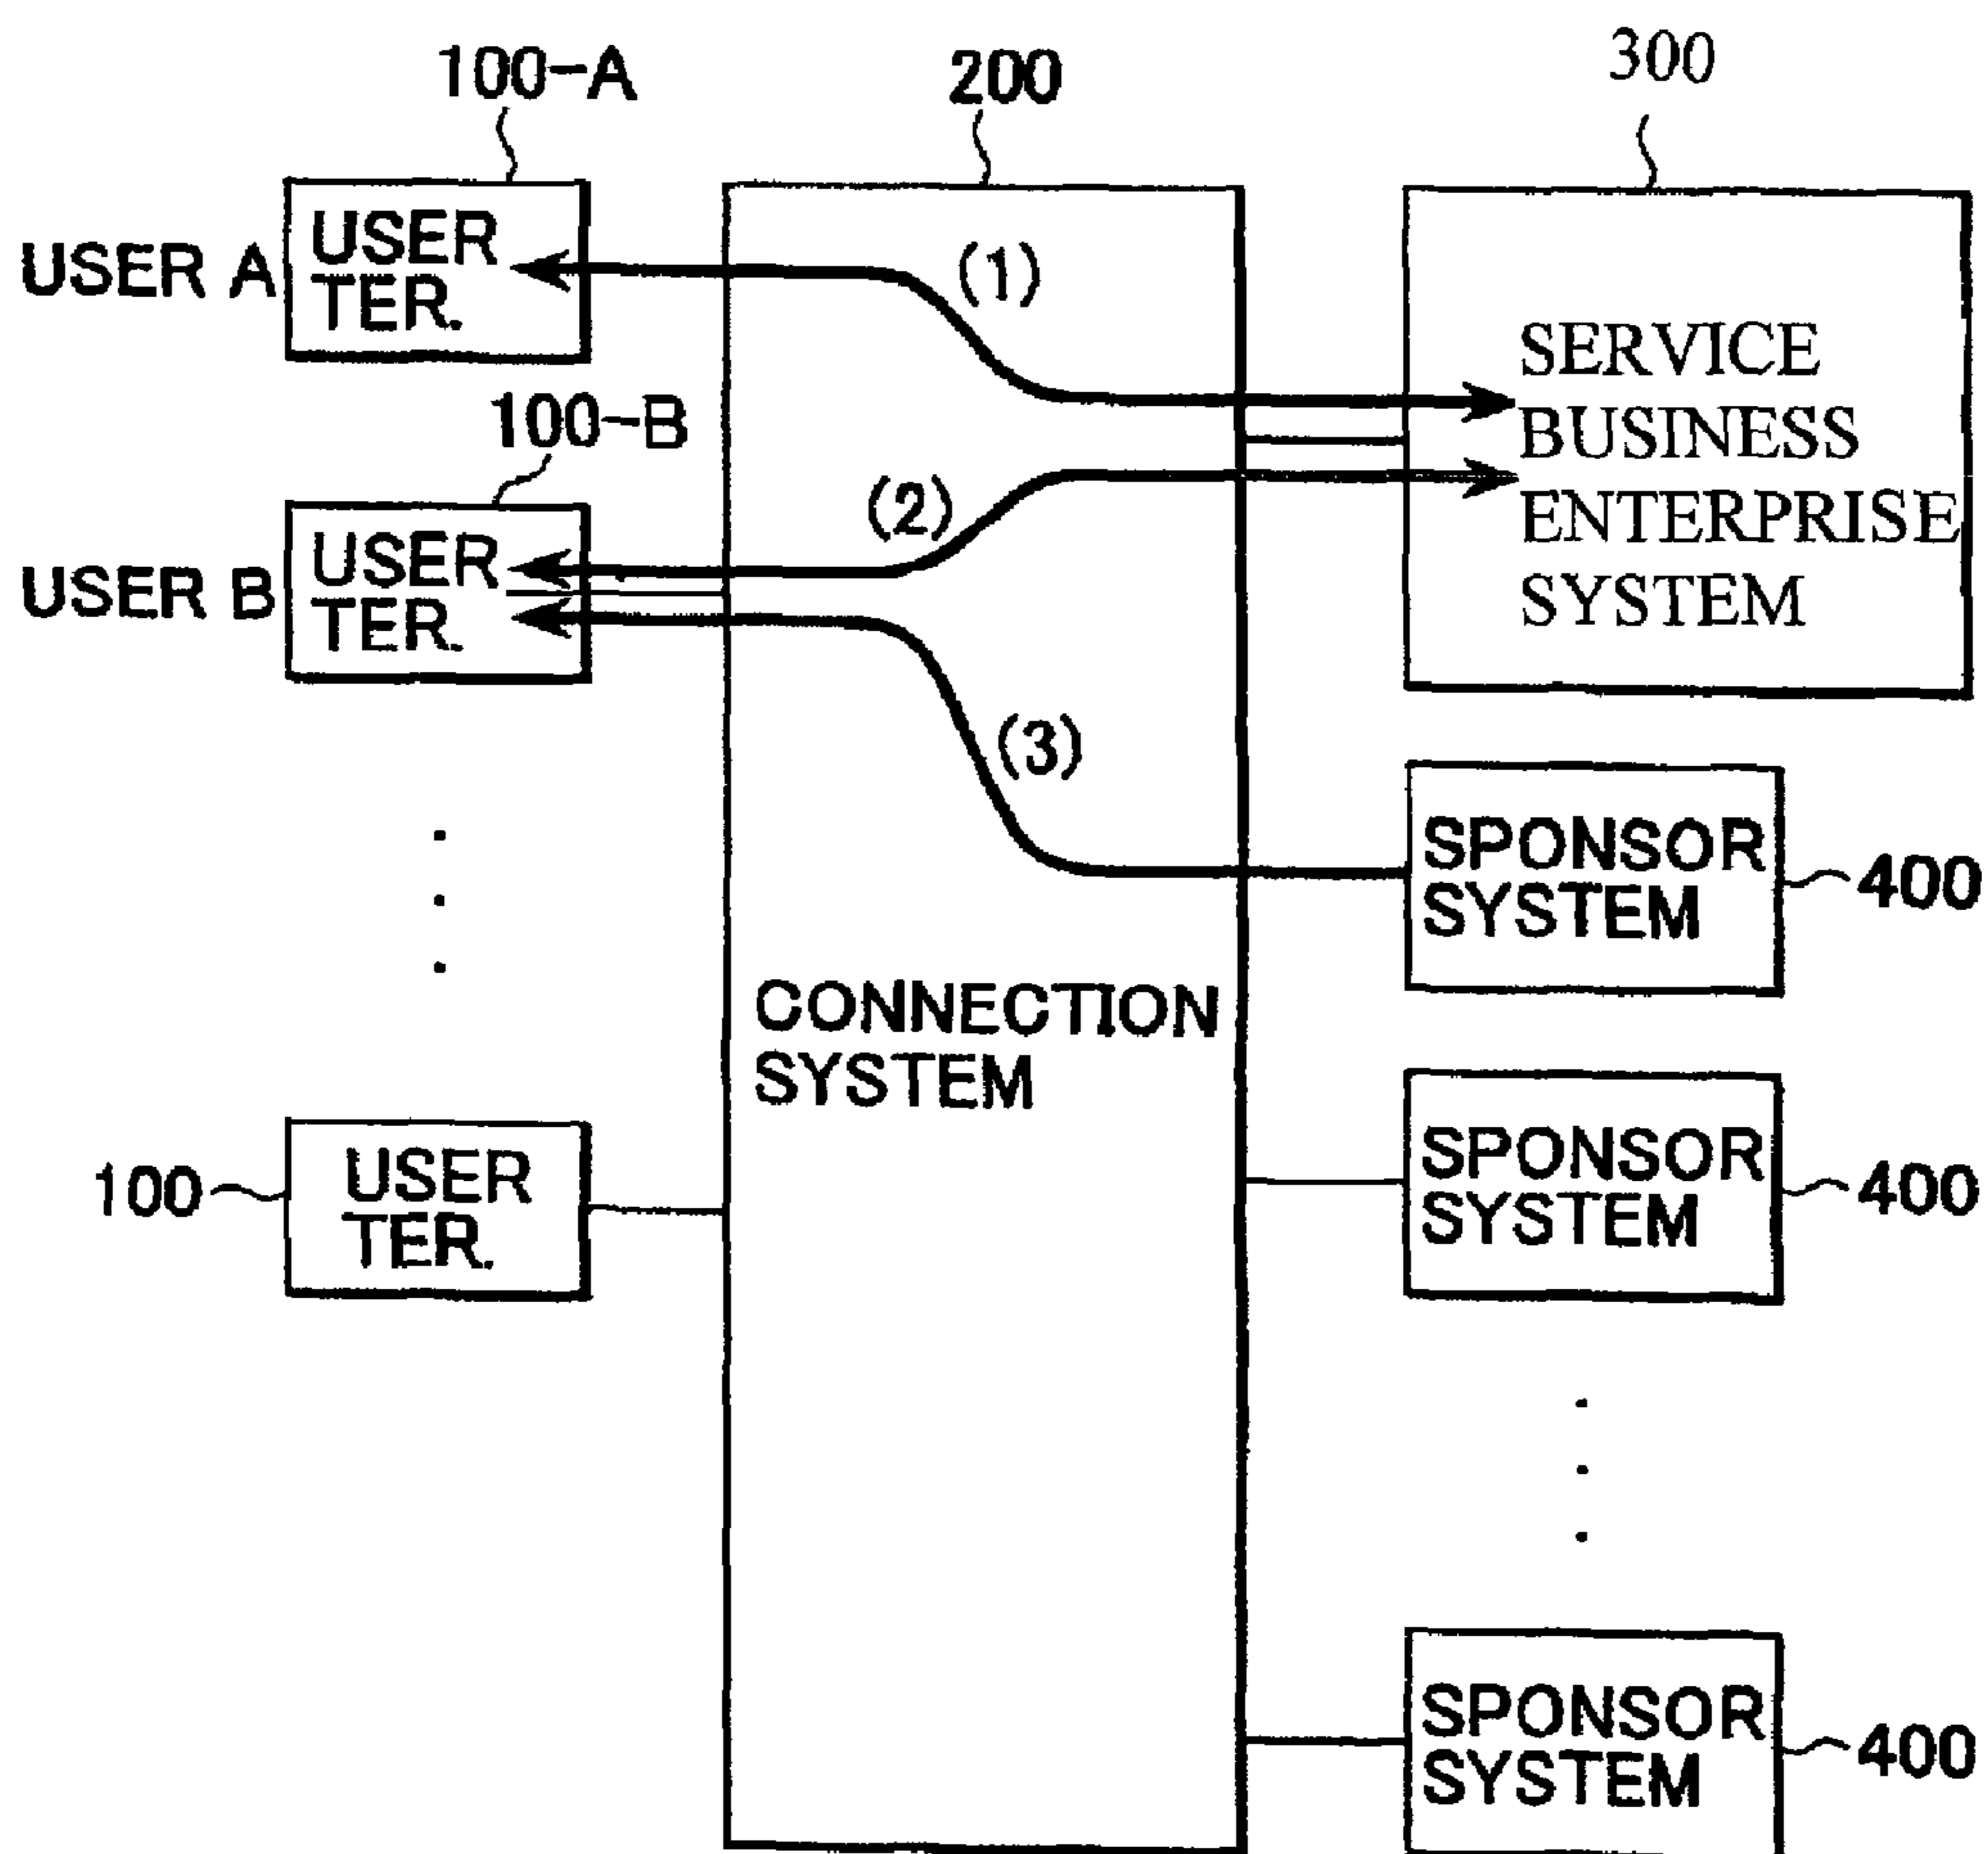 100-A
200
300
USER A
USER
TER.
(1)
SERVICE
BUSINESS
ENTERPRISE
SYSTEM
100-B
(2)
USER B
USER
TER.
(3)
SPONSOR
SYSTEM
400
CONNECTION
SYSTEM
100
USER
TER.
SPONSOR
SYSTEM
400
SPONSOR
SYSTEM
400